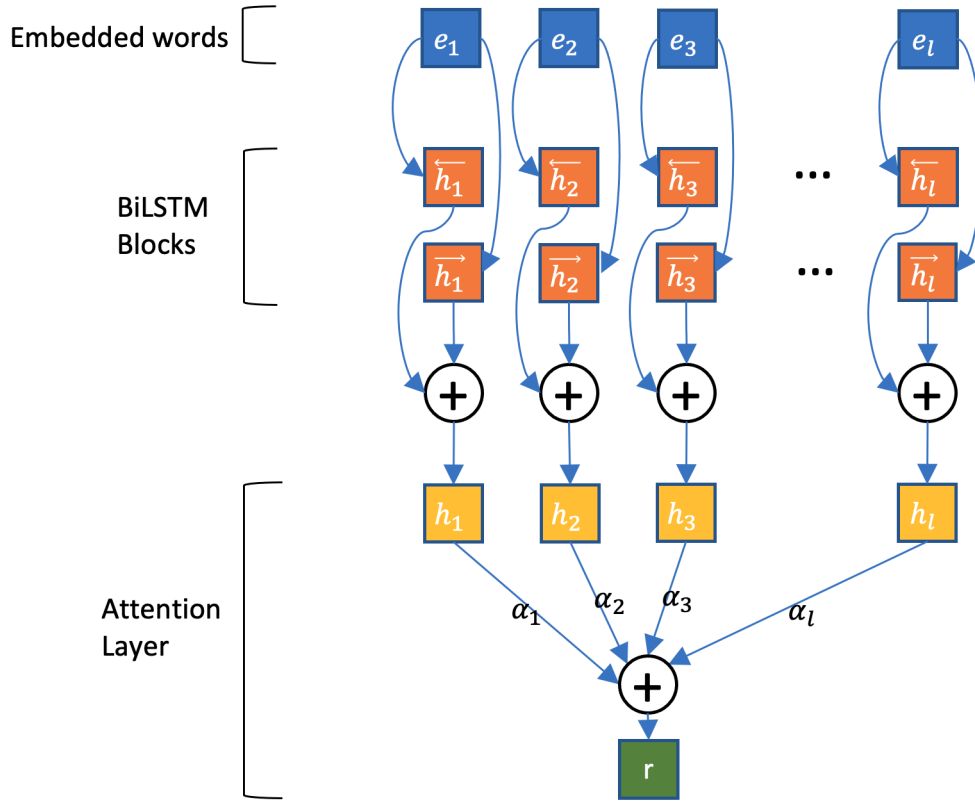 Embedded words
e₁ e₂ e₃ eₗ
BiLSTM
Blocks
←h₁ ←h₂ ←h₃ ... ←hₗ
→h₁ →h₂ →h₃ ... →hₗ
+ + + +
h₁ h₂ h₃ hₗ
Attention
Layer
α₁ α₂ α₃ αₗ
+
r